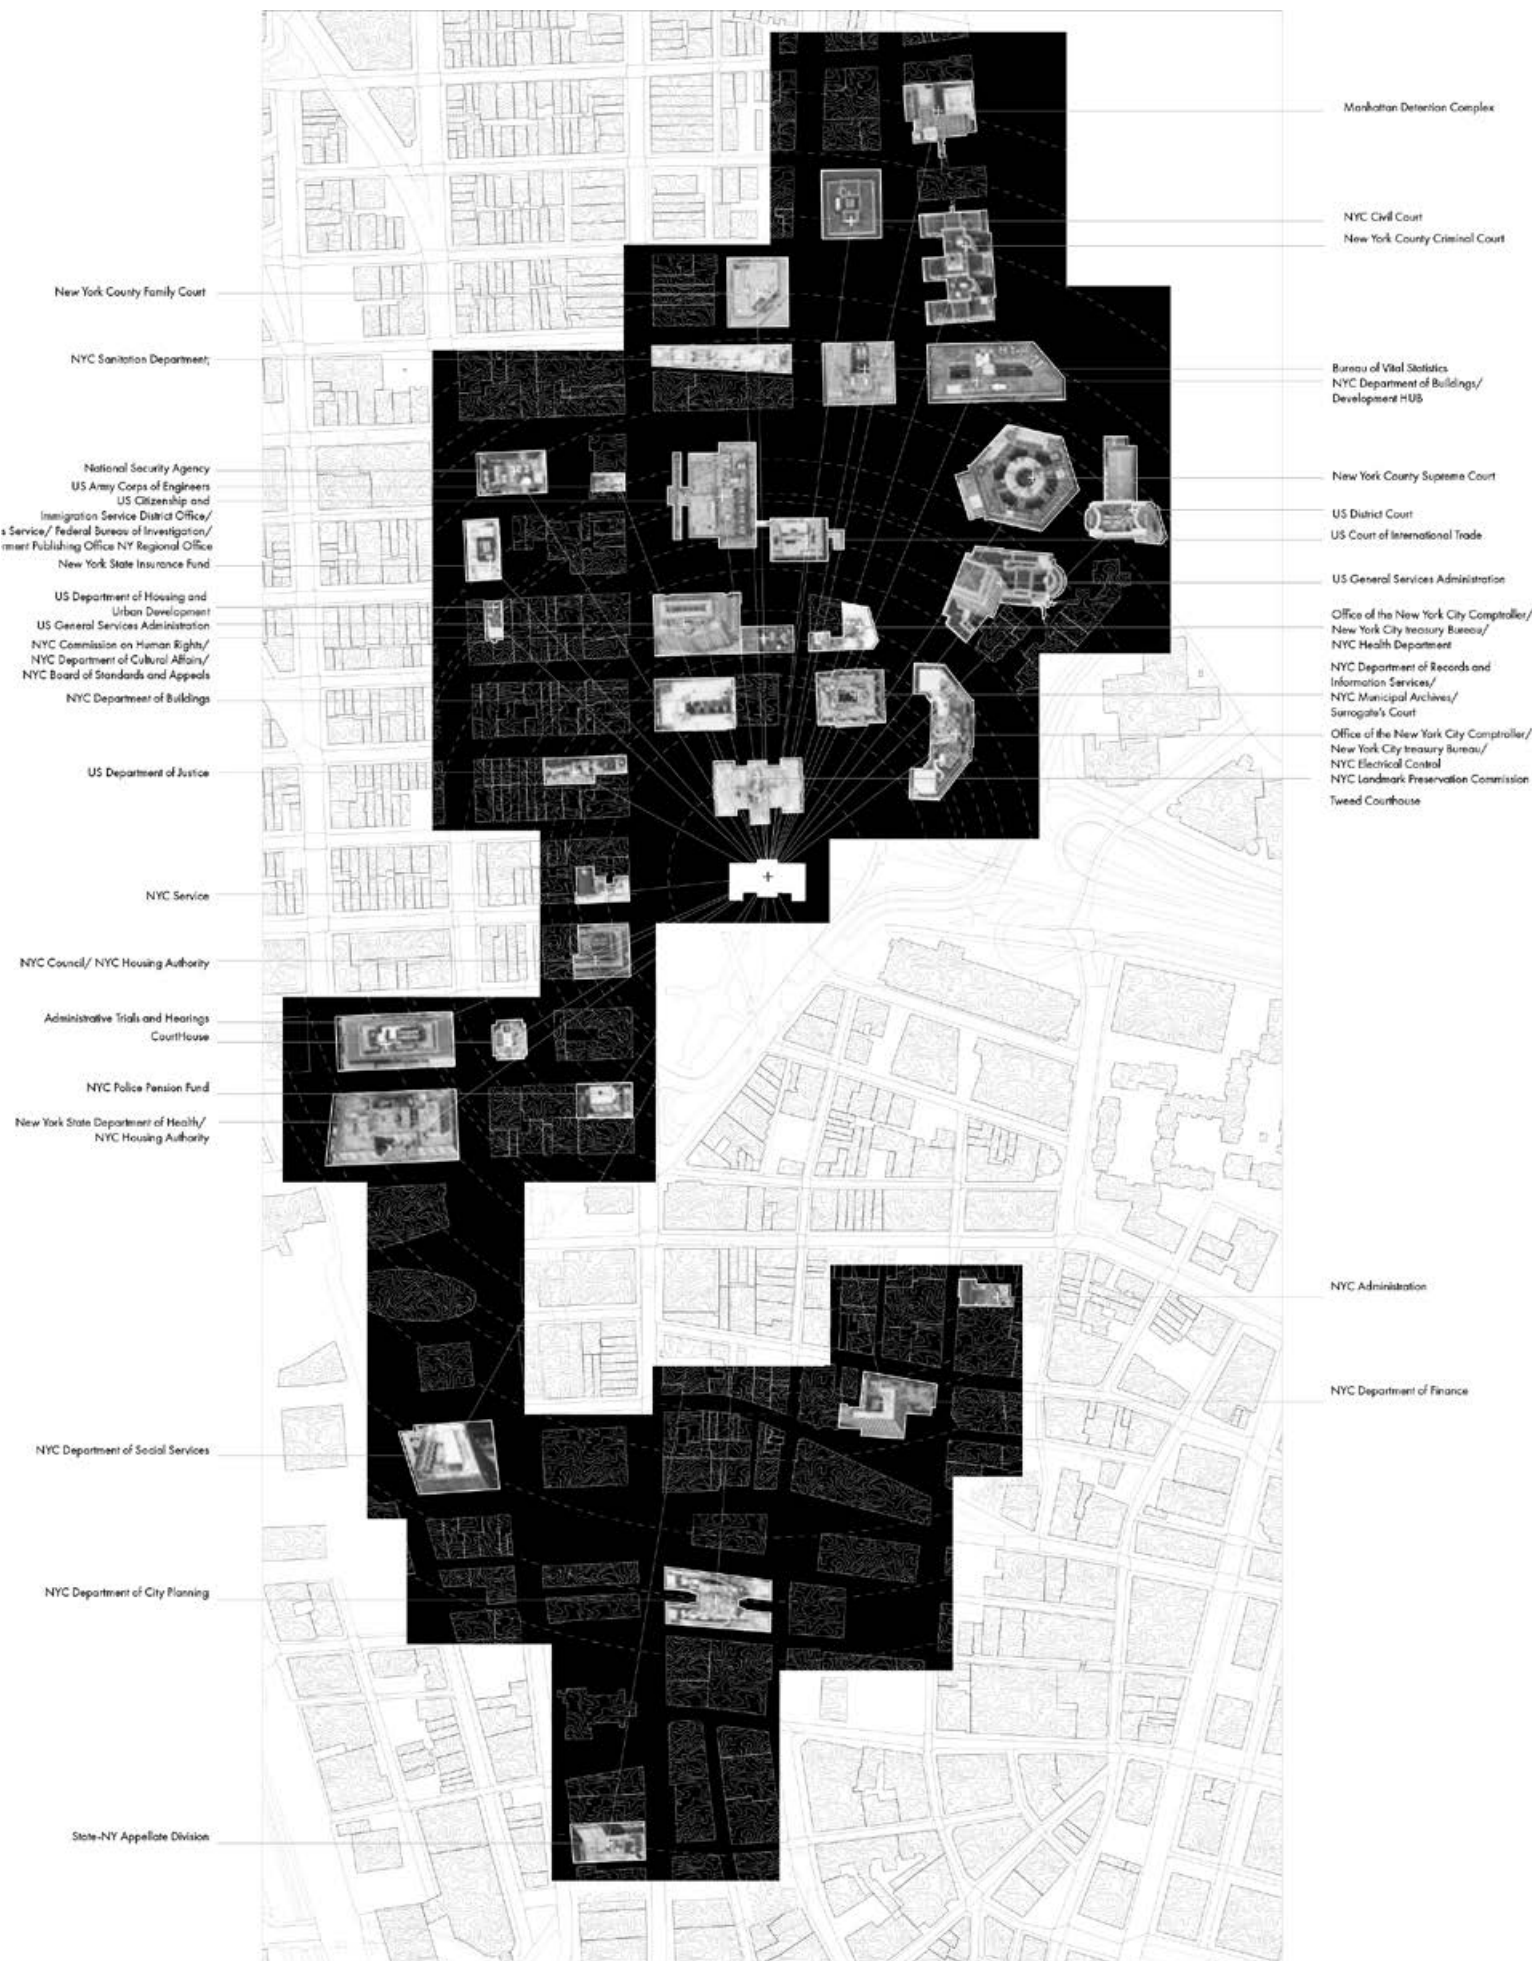 Manhattan Detention Complex
NYC Civil Court
New York County Criminal Court
New York County Family Court
NYC Sanitation Department;
Bureau of Vital Statistics
NYC Department of Buildings/
Development HUB
National Security Agency
US Army Corps of Engineers
US Citizenship and
Immigration Service District Office/
s Service/ Federal Bureau of Investigation/
rment Publishing Office NY Regional Office
New York State Insurance Fund
New York County Supreme Court
US District Court
US Court of International Trade
US General Services Administration
US Department of Housing and
Urban Development
US General Services Administration
NYC Commission on Human Rights/
NYC Department of Cultural Affairs/
NYC Board of Standards and Appeals
NYC Department of Buildings
Office of the New York City Comptroller/
New York City treasury Bureau/
NYC Health Department
NYC Department of Records and
Information Services/
NYC Municipal Archives/
Surrogate's Court
Office of the New York City Comptroller/
New York City treasury Bureau/
NYC Electrical Control
NYC Landmark Preservation Commission
Tweed Courthouse
US Department of Justice
NYC Service
NYC Council/ NYC Housing Authority
Administrative Trials and Hearings
CourtHouse
NYC Police Pension Fund
New York State Department of Health/
NYC Housing Authority
NYC Administration
NYC Department of Finance
NYC Department of Social Services
NYC Department of City Planning
State-NY Appellate Division